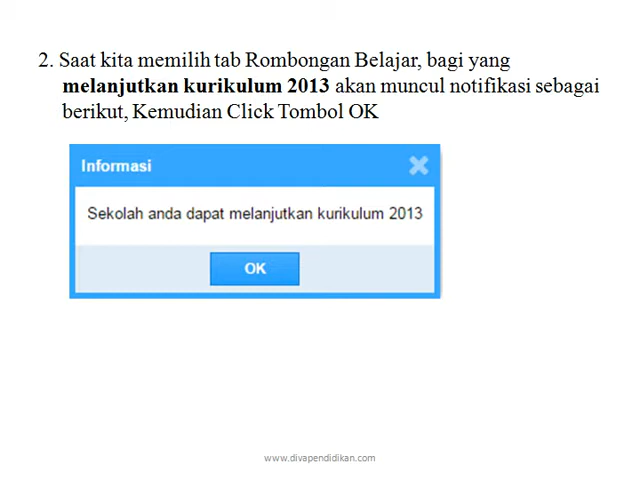 2. Saat kita memilih tab Rombongan Belajar, bagi yang
melanjutkan kurikulum 2013 akan muncul notifikasi sebagai
berikut, Kemudian Click Tombol OK
Informasi
Sekolah anda dapat melanjutkan kurikulum 2013
OK
www.divapendidikan.com